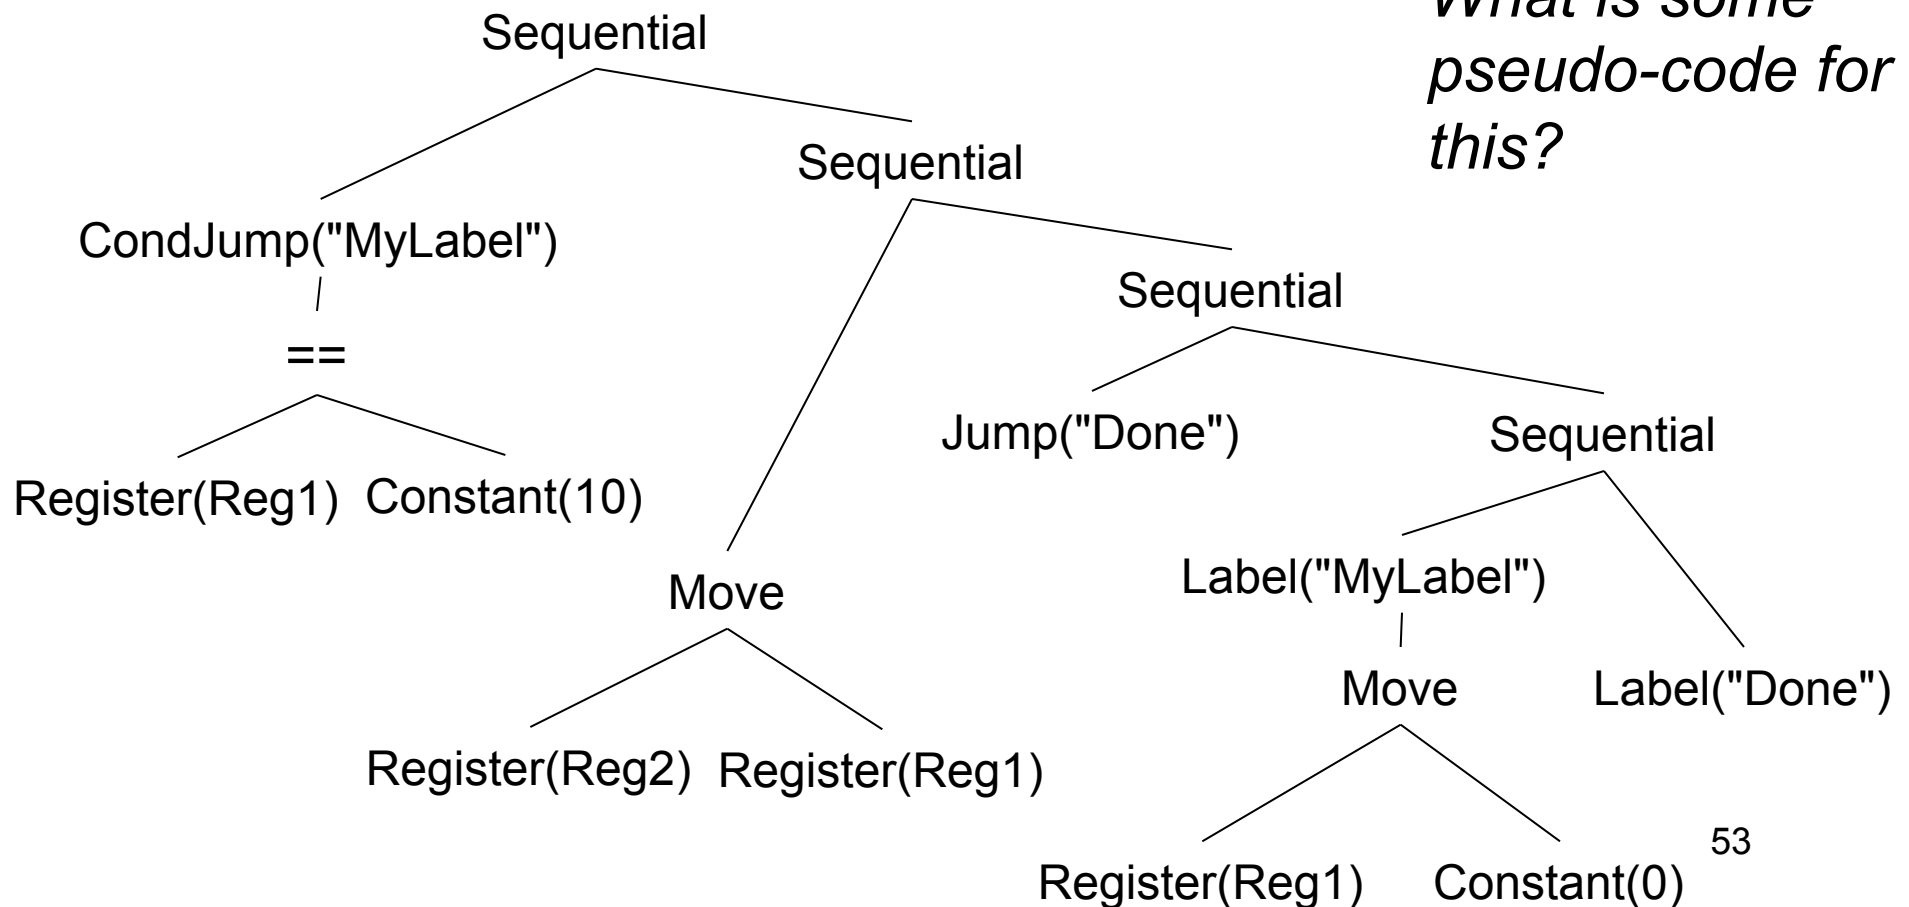 What is some
pseudo-code for
this?
Sequential
Sequential
CondJump("MyLabel")
Sequential
==
Jump("Done")
Sequential
Register(Reg1) Constant(10)
Label("MyLabel")
Move
Move
Label("Done")
Register(Reg2) Register(Reg1)
53
Register(Reg1) Constant(0)